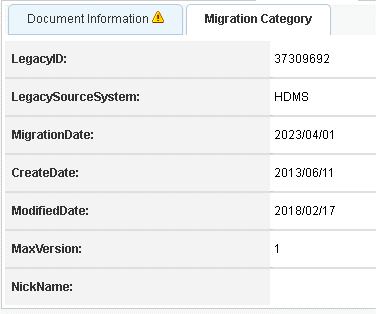 Document Information
Migration Category
LegacyID: 37309692
LegacySourceSystem: HDMS
MigrationDate: 2023/04/01
CreateDate: 2013/06/11
ModifiedDate: 2018/02/17
MaxVersion: 1
NickName: